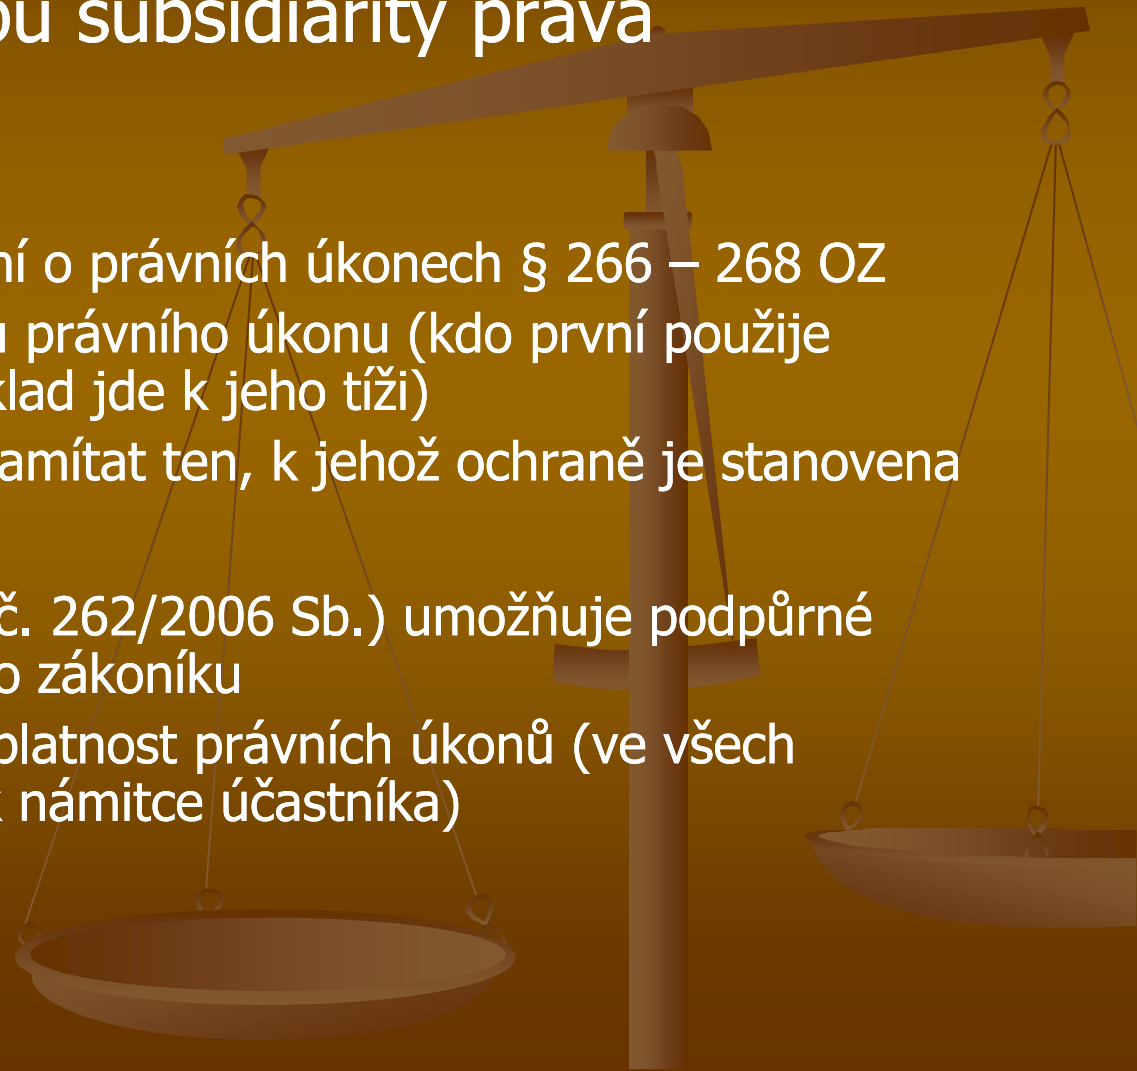 ou subsidiarity práva
ní o právních úkonech § 266 – 268 OZ
u právního úkonu (kdo první použije
klad jde k jeho tíži)
amítat ten, k jehož ochraně je stanovena
č. 262/2006 Sb.) umožňuje podpůrné
o zákoníku
platnost právních úkonů (ve všech
k námitce účastníka)